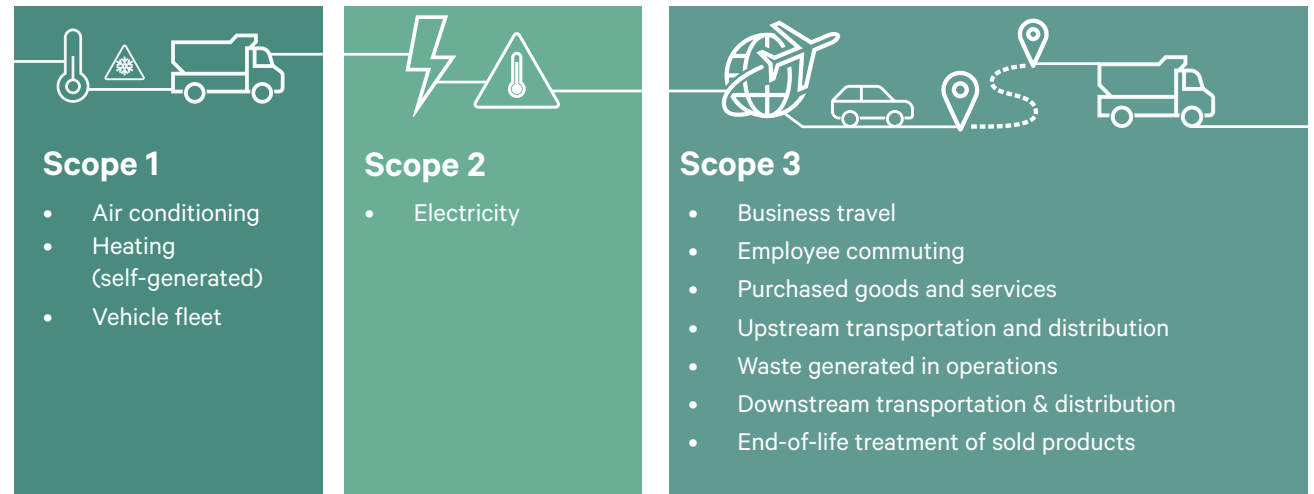 Scope 1
• Air conditioning
• Heating
(self-generated)
• Vehicle fleet
Scope 2
• Electricity
Scope 3
• Business travel
• Employee commuting
• Purchased goods and services
• Upstream transportation and distribution
• Waste generated in operations
• Downstream transportation & distribution
• End-of-life treatment of sold products